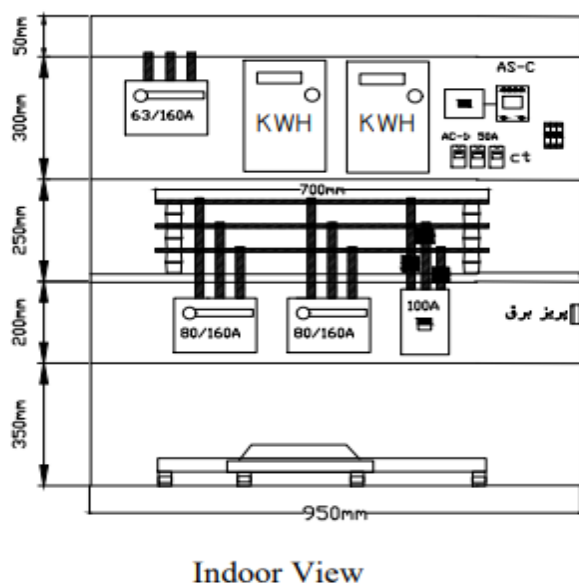 50mm
AS-C
300mm
63/160A
KWH
KWH
AC-D 50A
ct
700mm
250mm
200mm
80/160A
80/160A
100A
پریز برق
350mm
950mm
Indoor View